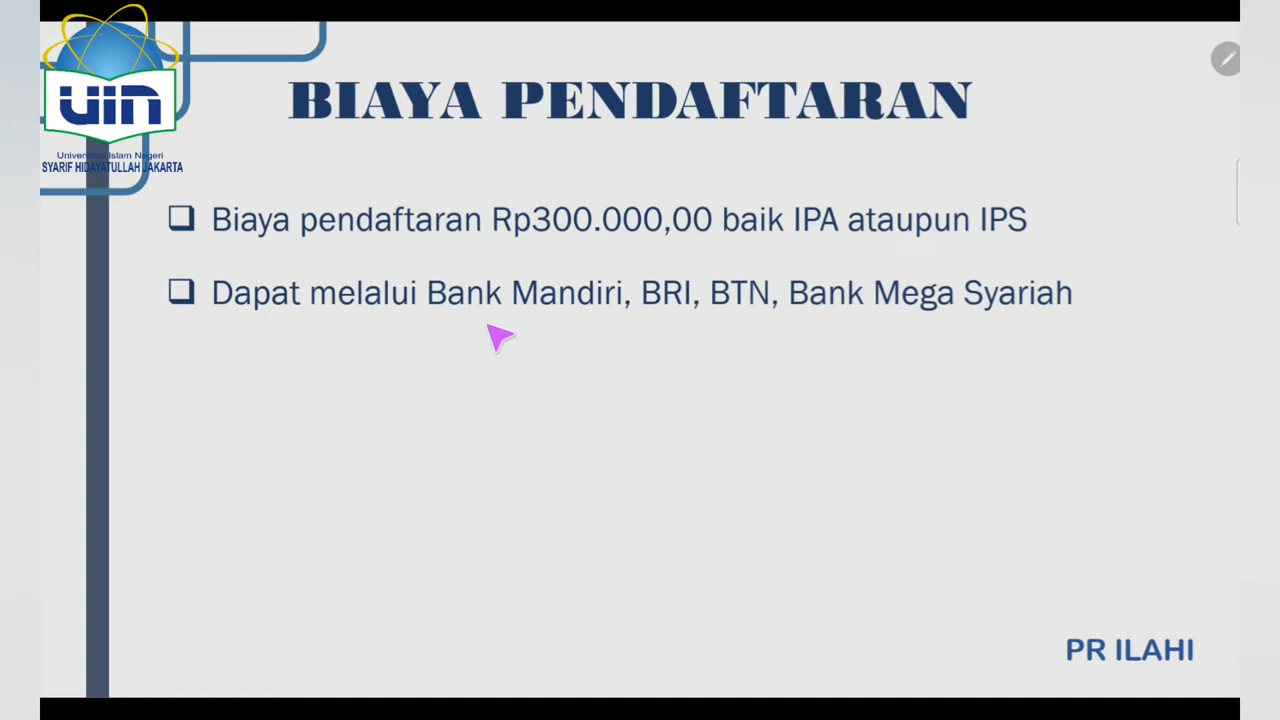 uin
Universitas Islam Negeri
SYARIF HIDAYATULLAH JAKARTA
BIAYA PENDAFTARAN
Biaya pendaftaran Rp300.000,00 baik IPA ataupun IPS
Dapat melalui Bank Mandiri, BRI, BTN, Bank Mega Syariah
PR ILAHI